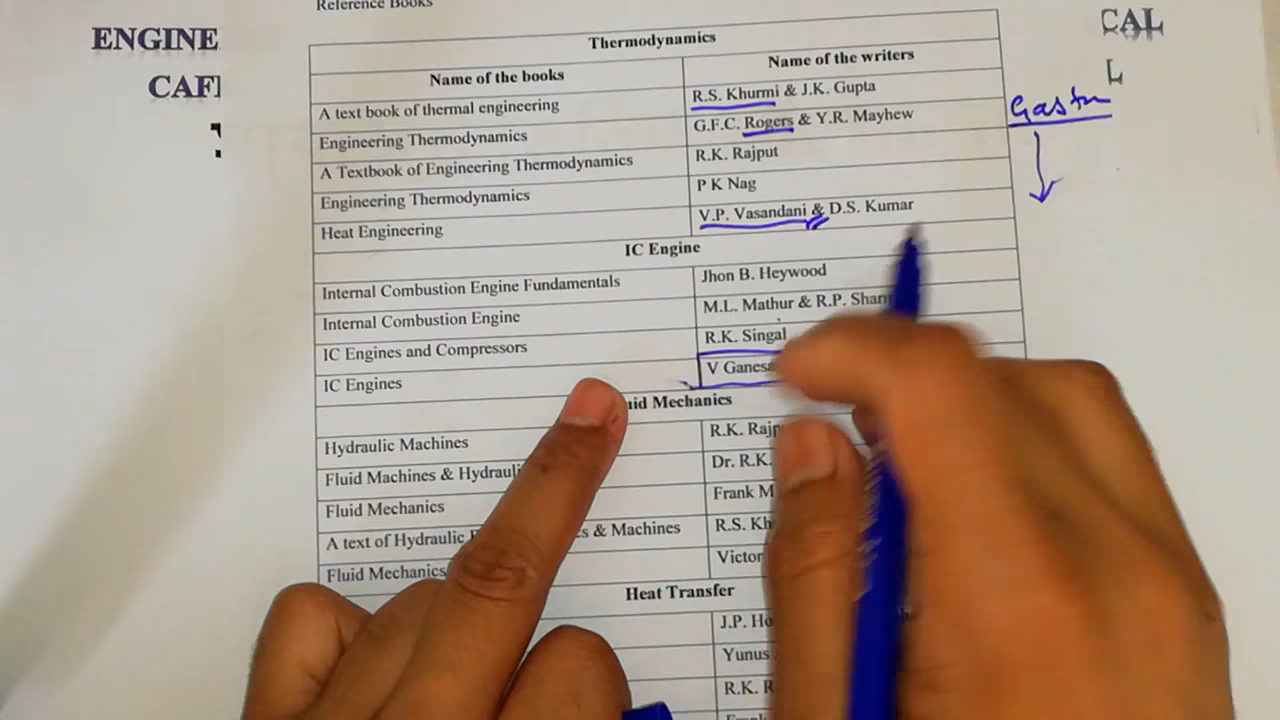 Reference Books
ENGINE
CAL
CAF
Thermodynamics
Name of the books Name of the writers
A text book of thermal engineering R.S. Khurmi & J.K. Gupta
Engineering Thermodynamics G.F.C. Rogers & Y.R. Mayhew
A Textbook of Engineering Thermodynamics R.K. Rajput
Engineering Thermodynamics P K Nag
Heat Engineering V.P. Vasandani & D.S. Kumar
IC Engine
Internal Combustion Engine Fundamentals Jhon B. Heywood
Internal Combustion Engine M.L. Mathur & R.P.
IC Engines and Compressors R.K. Singal
IC Engines V
Mechanics
Hydraulic Machines R.K.
Fluid Machines & Dr. R.K.
Fluid Mechanics Frank M
A text of Hydraulic & Machines R.S.
Fluid Mechanics Victor
Heat Transfer
J.P.
Yunus
R.K.